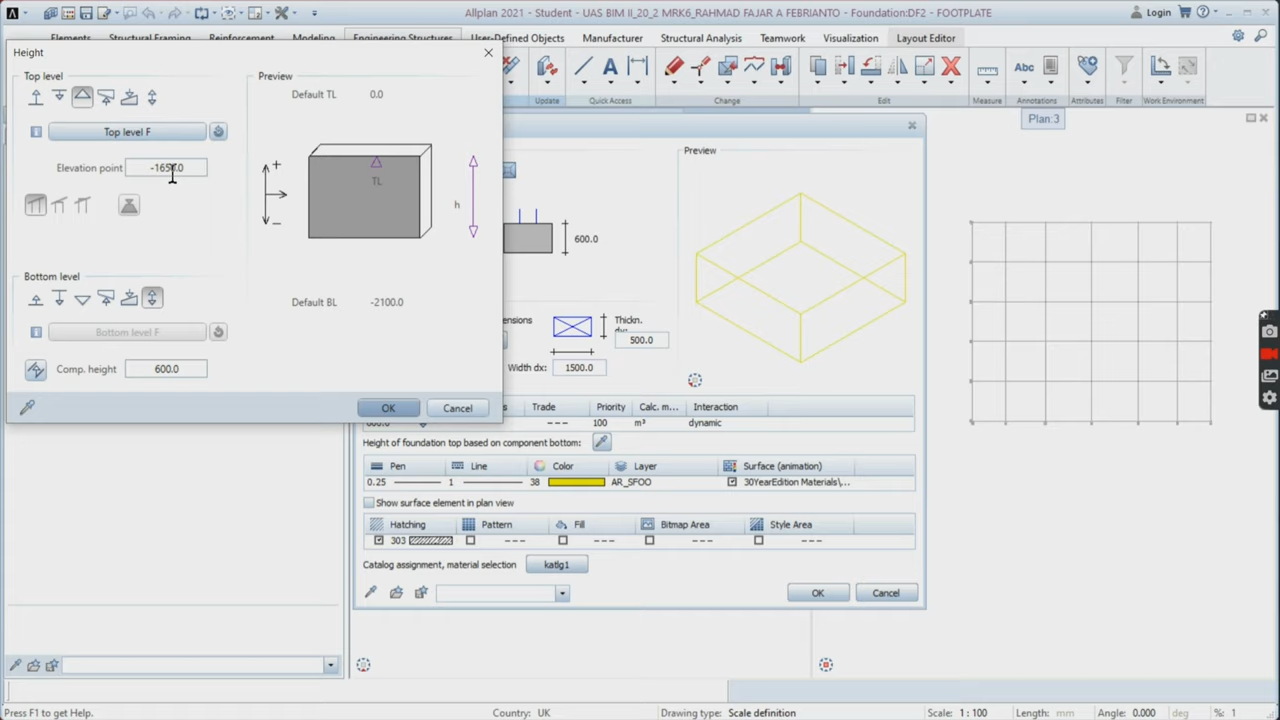 Allplan 2021 - Student - UAS BIM II_20_2 MRK6_RAHMAD FAJAR A FEBRIANTO - Foundation:DF2 - FOOTPLATE
Login
Elements
Structural Framing
Reinforcement
Modeling
Engineering Structures
User-Defined Objects
Manufacturer
Structural Analysis
Teamwork
Visualization
Layout Editor
Abc
Update
Quick Access
Change
Edit
Measure
Annotations
Attributes
Filter
Work Environment
Plan:3
Height
Top level
Top level F
Elevation point
-1650.0
Bottom level
Bottom level F
Comp. height
600.0
Preview
Default TL
0.0
TL
h
+
−
Default BL
-2100.0
OK
Cancel
Preview
600.0
Thickn.
500.0
Width dx:
1500.0
Trade
Priority
Calc. m...
Interaction
---
100
m³
dynamic
Height of foundation top based on component bottom:
Pen
Line
Color
Layer
Surface (animation)
0.25
1
38
AR_SFOO
30YearEdition Materials\...
Show surface element in plan view
Hatching
Pattern
Fill
Bitmap Area
Style Area
303
---
---
---
---
Catalog assignment, material selection
katlg1
OK
Cancel
Press F1 to get Help.
Country:
UK
Drawing type:
Scale definition
Scale:
1 : 100
Length:
mm
Angle:
0.000
deg
%:
1